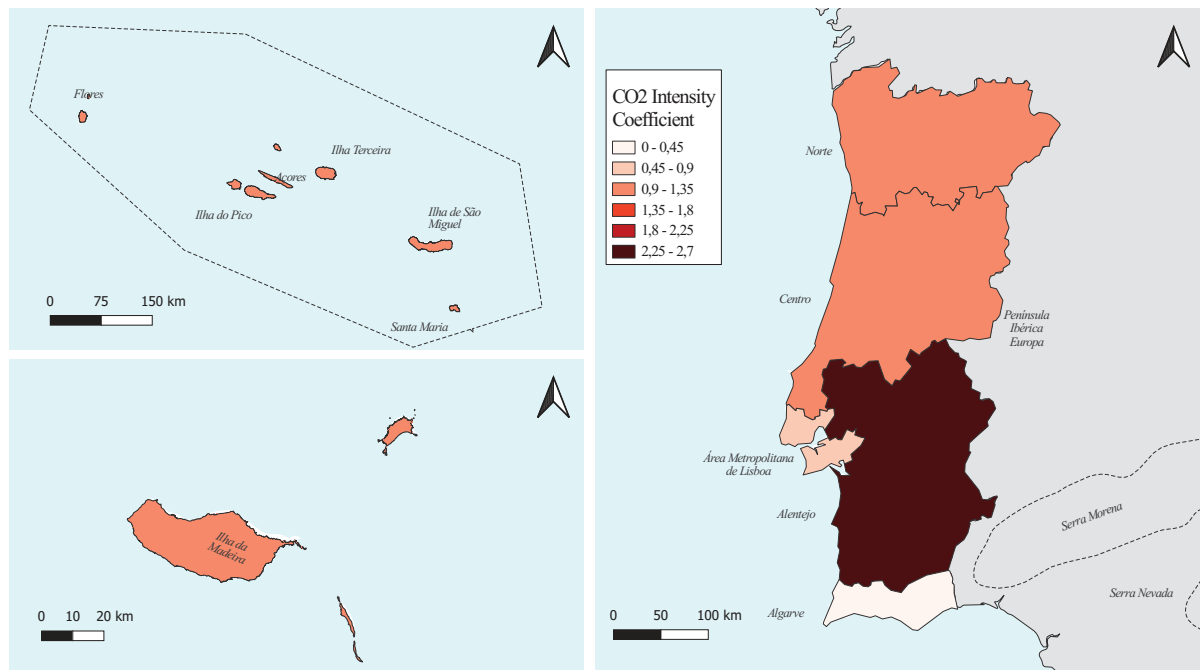 Flores
Ilha Terceira
Açores
Ilha do Pico
Ilha de São
Miguel
Santa Maria
0 75 150 km
Ilha da
Madeira
0 10 20 km
CO2 Intensity
Coefficient
0 - 0,45
0,45 - 0,9
0,9 - 1,35
1,35 - 1,8
1,8 - 2,25
2,25 - 2,7
Norte
Centro
Península
Ibérica
Europa
Área Metropolitana
de Lisboa
Alentejo
Serra Morena
Serra Nevada
Algarve
0 50 100 km